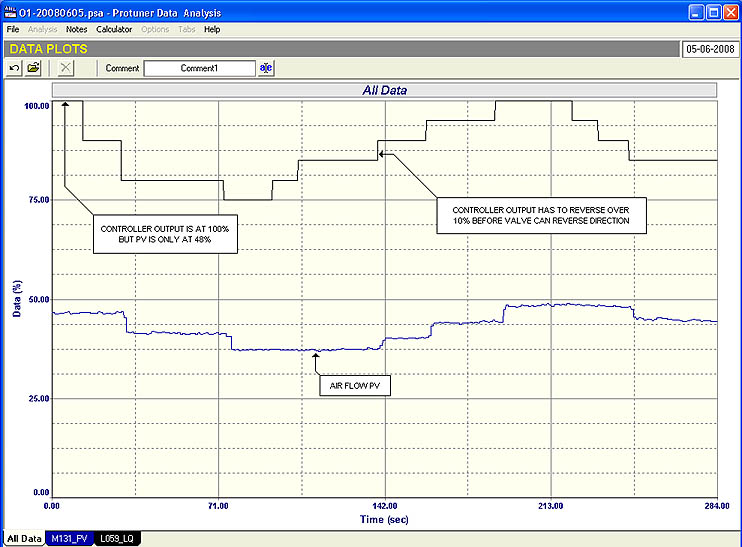 O1-20080605.psa - Protuner Data Analysis
File Analysis Notes Calculator Options Tabs Help
DATA PLOTS
05-06-2008
Comment Comment1
All Data
100.00
75.00
CONTROLLER OUTPUT IS AT 100%
BUT PV IS ONLY AT 48%
CONTROLLER OUTPUT HAS TO REVERSE OVER
10% BEFORE VALVE CAN REVERSE DIRECTION
Data (%)
50.00
AIR FLOW PV
25.00
0.00
0.00 71.00 142.00 213.00 284.00
Time (sec)
All Data M131_PV L059_LQ